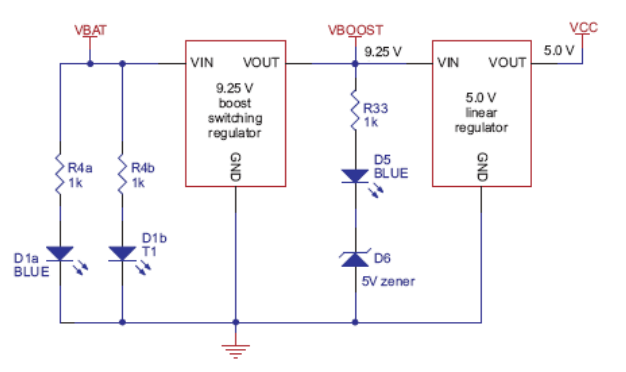 VBAT
VBOOST
VCC
9.25 V
5.0 V
VIN
VOUT
VIN
VOUT
9.25 V
boost
switching
regulator
5.0 V
linear
regulator
GND
GND
R33
1k
R4a
1k
R4b
1k
D5
BLUE
D1a
BLUE
D1b
T1
D6
5V zener